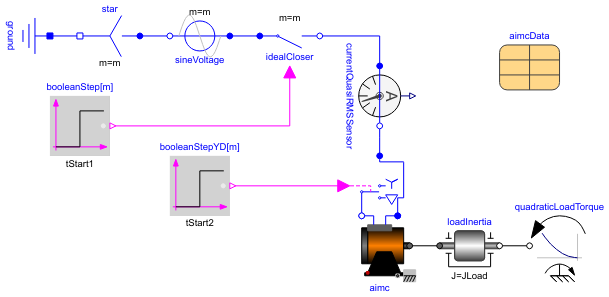 star
m=m
ground
m=m
sineVoltage
m=m
idealCloser
aimcData
currentQuasiRMSSensor
A
booleanStep[m]
tStart1
booleanStepYD[m]
tStart2
aimc
loadInertia
J=JLoad
quadraticLoadTorque